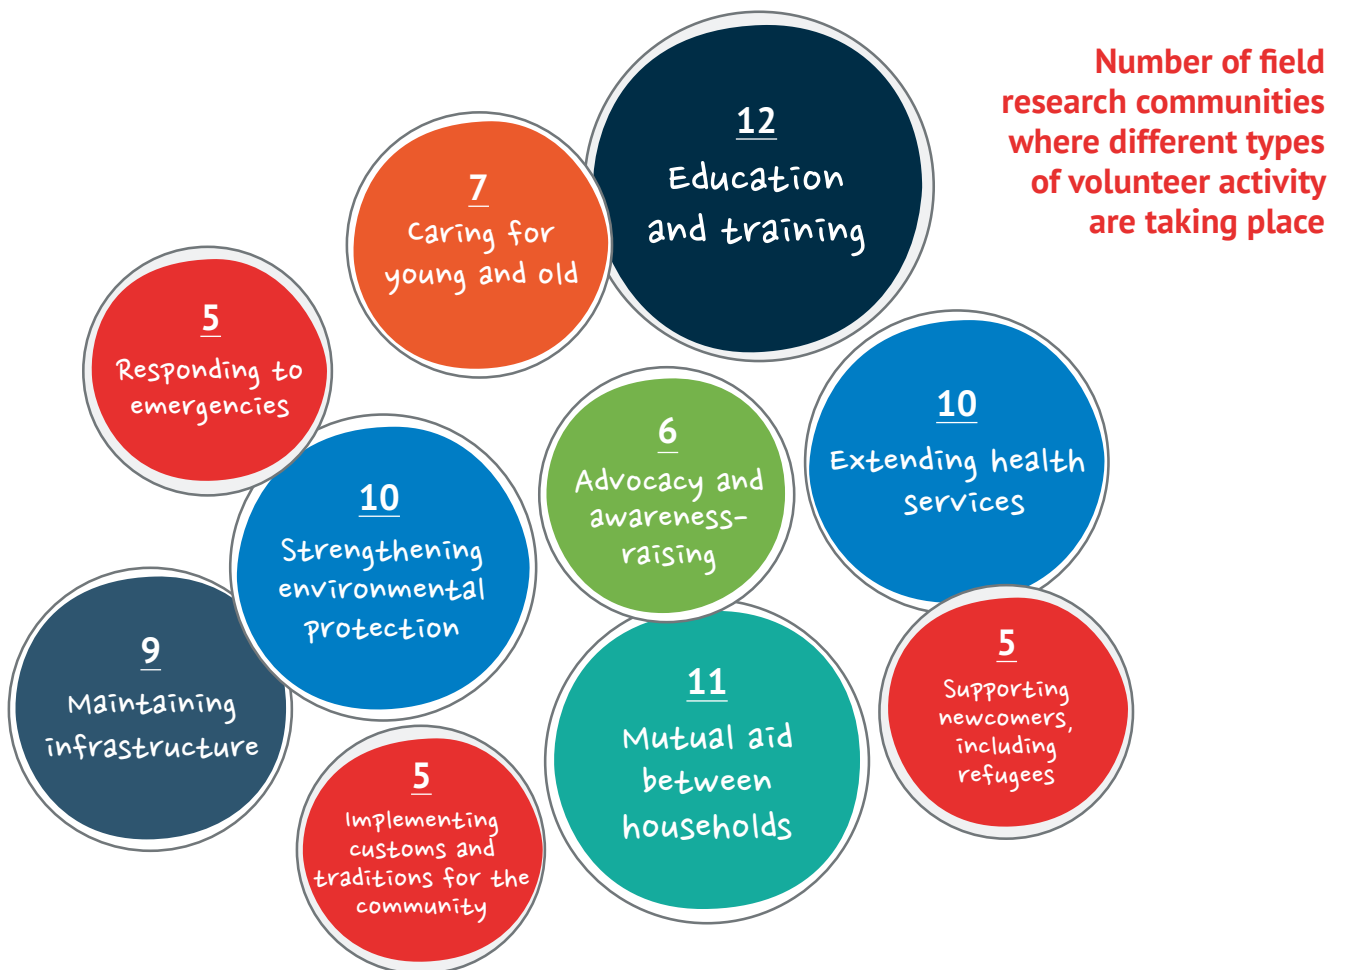 Number of field
research communities
where different types
of volunteer activity
are taking place
12
Education
and training
7
Caring for
young and old
5
Responding to
emergencies
10
Extending health
services
6
Advocacy and
awareness-
raising
10
Strengthening
environmental
protection
9
Maintaining
infrastructure
11
Mutual aid
between
households
5
Supporting
newcomers,
including
refugees
5
Implementing
customs and
traditions for the
community